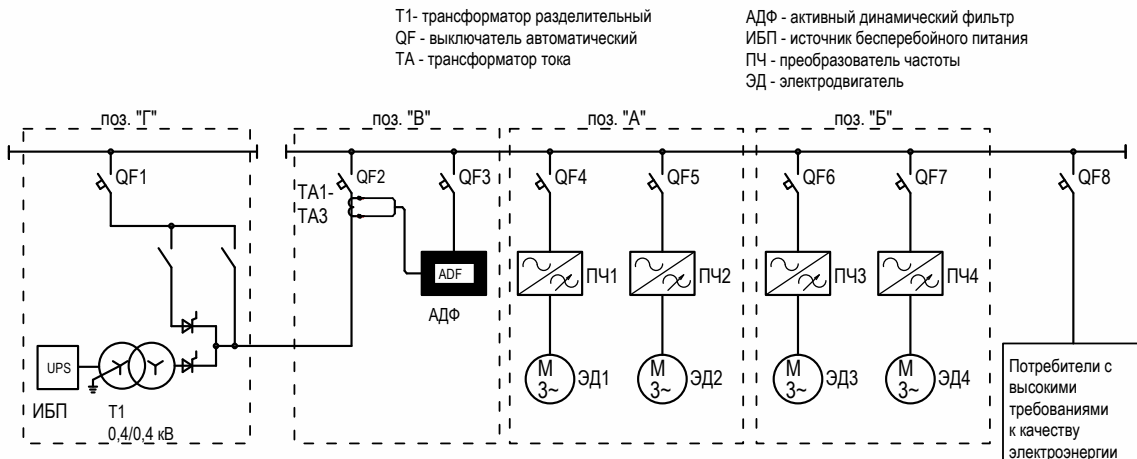 Т1- трансформатор разделительный
QF - выключатель автоматический
ТА - трансформатор тока
АДФ - активный динамический фильтр
ИБП - источник бесперебойного питания
ПЧ - преобразователь частоты
ЭД - электродвигатель
поз. "Г"
поз. "В"
поз. "А"
поз. "Б"
QF1
QF2
QF3
QF4
QF5
QF6
QF7
QF8
ТА1-
ТА3
ADF
АДФ
ПЧ1
ПЧ2
ПЧ3
ПЧ4
UPS
ИБП
Т1
0,4/0,4 кВ
М
3~
ЭД1
М
3~
ЭД2
М
3~
ЭД3
М
3~
ЭД4
Потребители с
высокими
требованиями
к качеству
электроэнергии